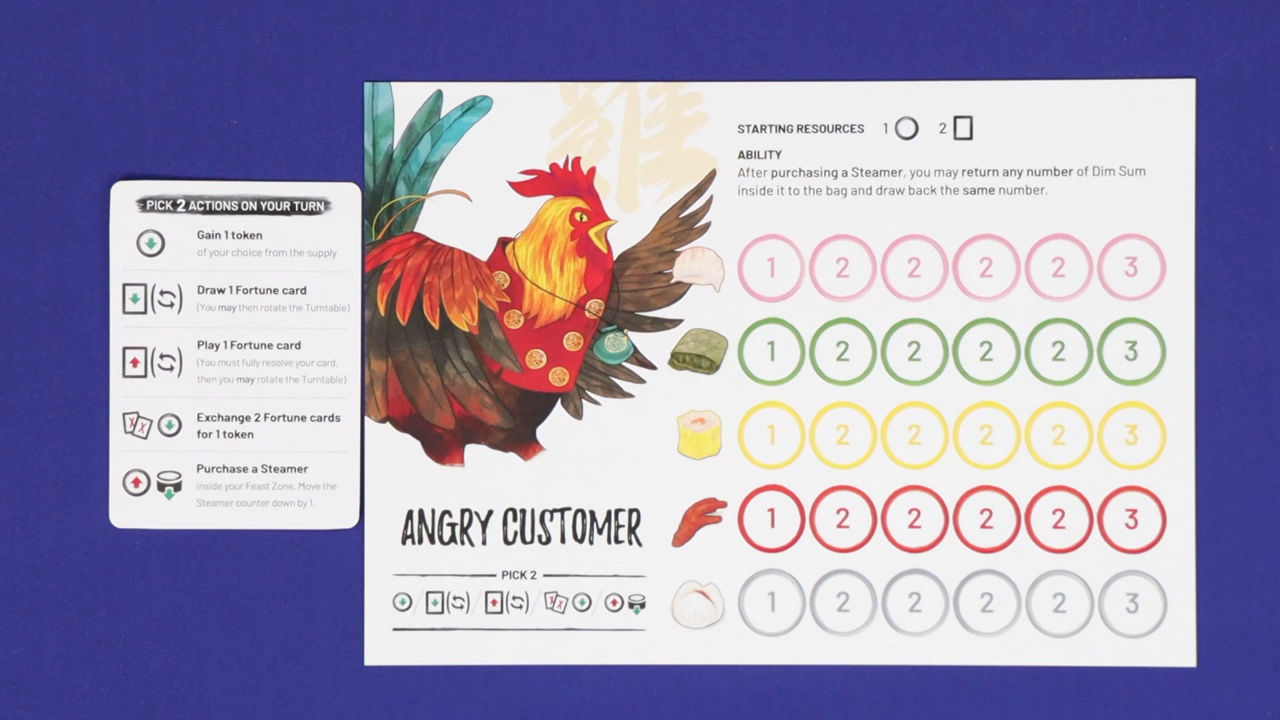 PICK 2 ACTIONS ON YOUR TURN
Gain 1 token
of your choice from the supply.
Draw 1 Fortune card
(You may then rotate the Turntable)
Play 1 Fortune card
(You must fully resolve your card,
then you may rotate the Turntable)
Exchange 2 Fortune cards
for 1 token
Purchase a Steamer
inside your Feast Zone. Move the
Steamer counter down by 1.
雞
STARTING RESOURCES 1 2
ABILITY
After purchasing a Steamer, you may return any number of Dim Sum
inside it to the bag and draw back the same number.
1 2 2 2 2 3
1 2 2 2 2 3
1 2 2 2 2 3
1 2 2 2 2 3
1 2 2 2 2 3
ANGRY CUSTOMER
PICK 2